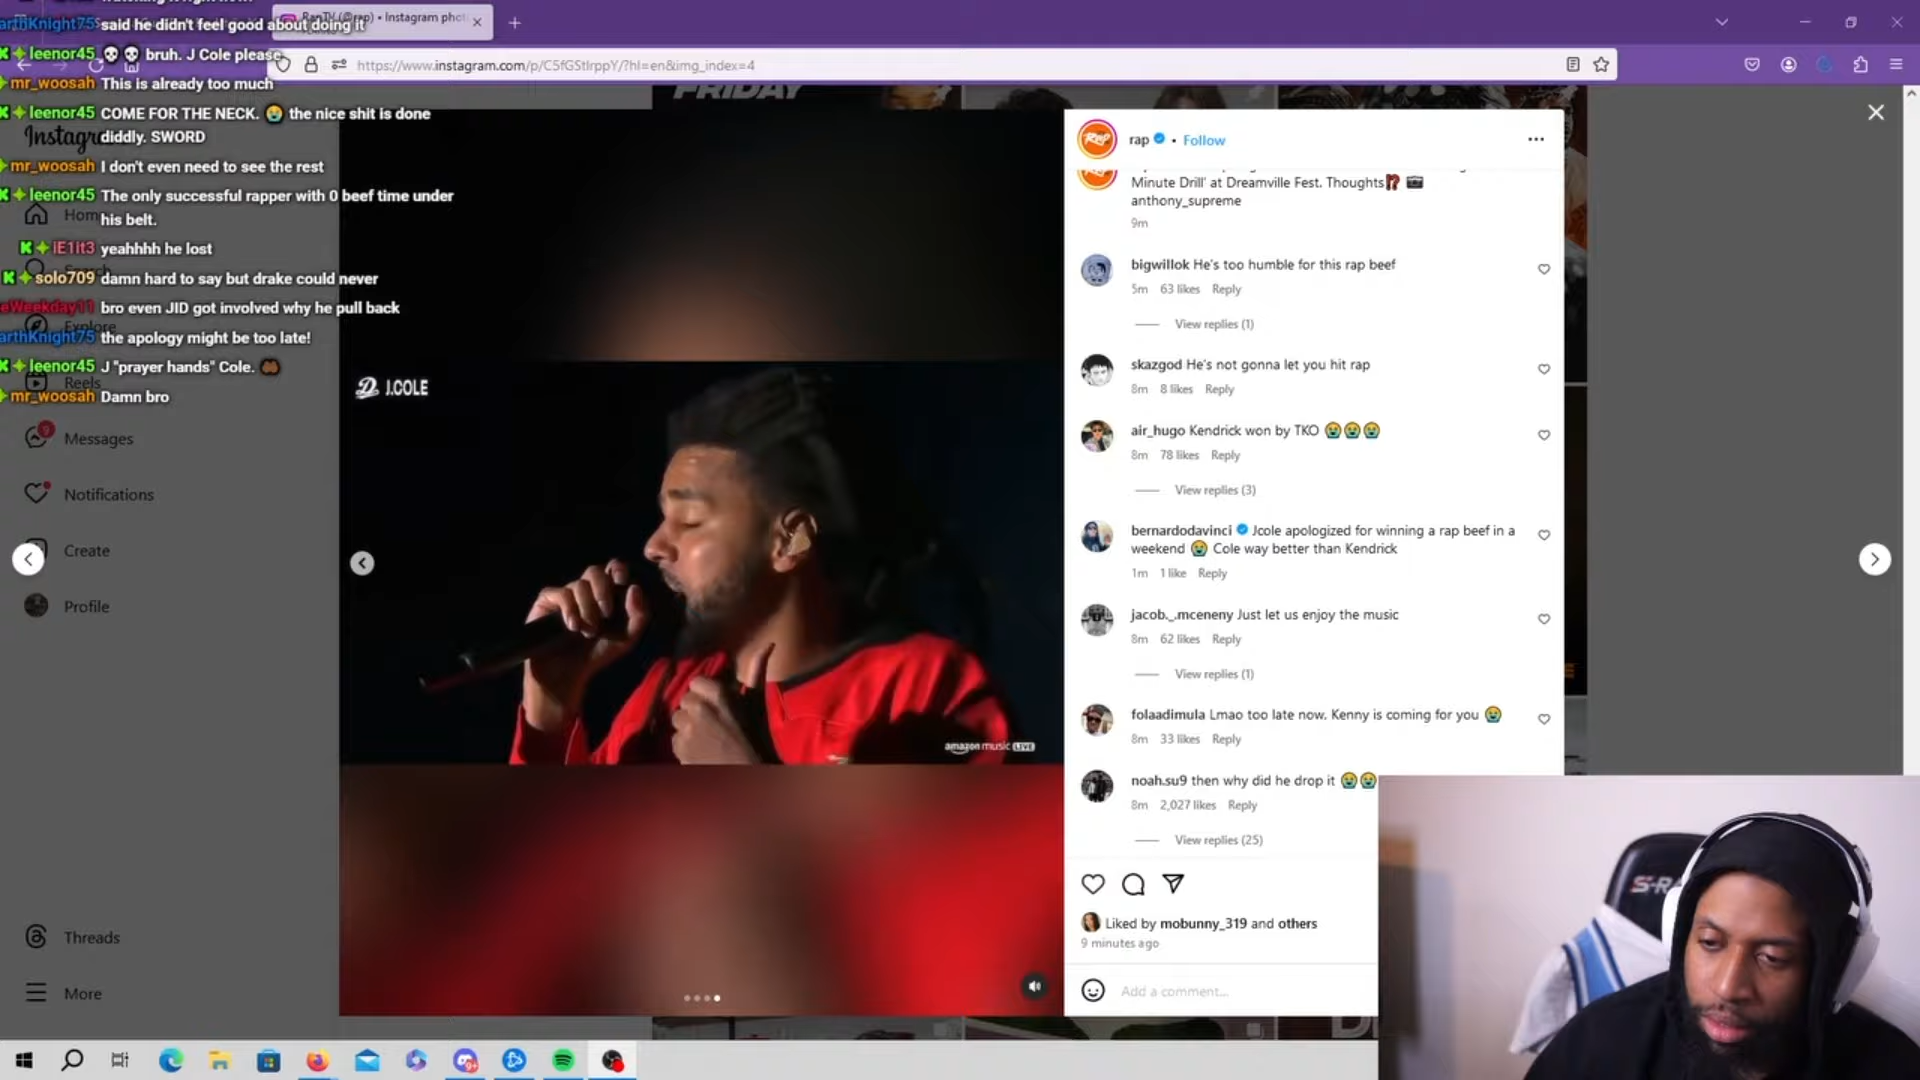 arthKnight75 said he didn't feel good about doing it
(@rap) • Instagram phot
leenor45 💀💀 bruh. J Cole please
https://www.instagram.com/p/C5fGStIrppY/?hl=en&img_index=4
mr_woosah This is already too much
FRIDAY
leenor45 COME FOR THE NECK. 😭 the nice shit is done
diddly. SWORD
Instagram
mr_woosah I don't even need to see the rest
leenor45 The only successful rapper with 0 beef time under
his belt.
Home
iE1it3 yeahhhh he lost
solo709 damn hard to say but drake could never
eWeekday11 bro even JID got involved why he pull back
Explore
arthKnight75 the apology might be too late!
leenor45 J "prayer hands" Cole.
Reels
mr_woosah Damn bro
Messages
9
Notifications
Create
Profile
Threads
More
J.COLE
amazon music LIVE
RAP
rap • Follow
Minute Drill' at Dreamville Fest. Thoughts⁉️ 📷
anthony_supreme
9m
bigwillok He's too humble for this rap beef
5m 63 likes Reply
View replies (1)
skazgod He's not gonna let you hit rap
8m 8 likes Reply
air_hugo Kendrick won by TKO 😭😭😭
8m 78 likes Reply
View replies (3)
bernardodavinci Jcole apologized for winning a rap beef in a
weekend 😭 Cole way better than Kendrick
1m 1 like Reply
jacob._.mceneny Just let us enjoy the music
8m 62 likes Reply
View replies (1)
folaadimula Lmao too late now. Kenny is coming for you 😭
8m 33 likes Reply
noah.su9 then why did he drop it 😭😭
8m 2,027 likes Reply
View replies (25)
Liked by mobunny_319 and others
9 minutes ago
Add a comment...
S-RA